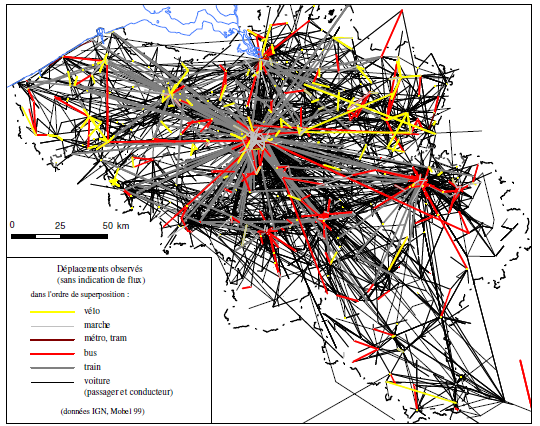 0 25 50 km
Déplacements observés
(sans indication de flux)
dans l'ordre de superposition :
vélo
marche
métro, tram
bus
train
voiture
(passager et conducteur)
(données IGN, Mobel 99)